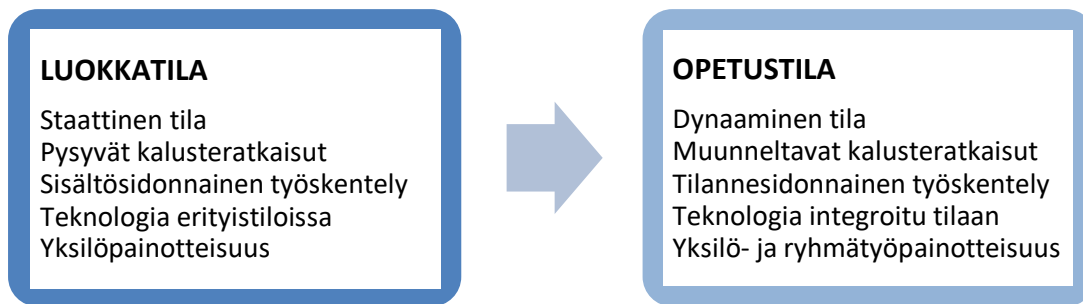 LUOKKATILA
Staattinen tila
Pysyvät kalusteratkaisut
Sisältösidonnainen työskentely
Teknologia erityistiloissa
Yksilöpainotteisuus
OPETUSTILA
Dynaaminen tila
Muunneltavat kalusteratkaisut
Tilannesidonnainen työskentely
Teknologia integroitu tilaan
Yksilö- ja ryhmätyöpainotteisuus